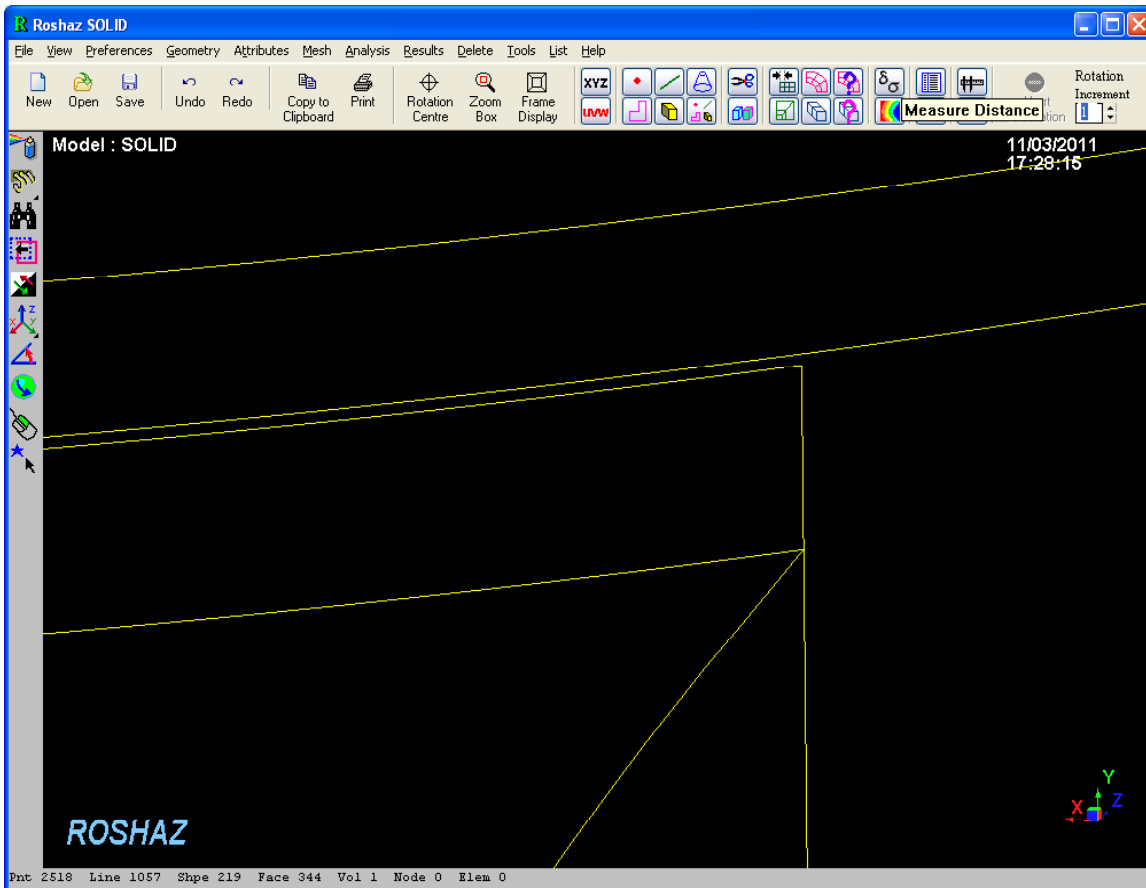 R Roshaz SOLID
File View Preferences Geometry Attributes Mesh Analysis Results Delete Tools List Help
New Open Save Undo Redo Copy to Clipboard Print Rotation Centre Zoom Box Frame Display XYZ UVW δσ Measure Distance Rotation Increment 1
Model : SOLID
11/03/2011
17:28:15
Z
X Y
Y
X Z
ROSHAZ
Pnt 2518 Line 1057 Shpe 219 Face 344 Vol 1 Node 0 Elem 0